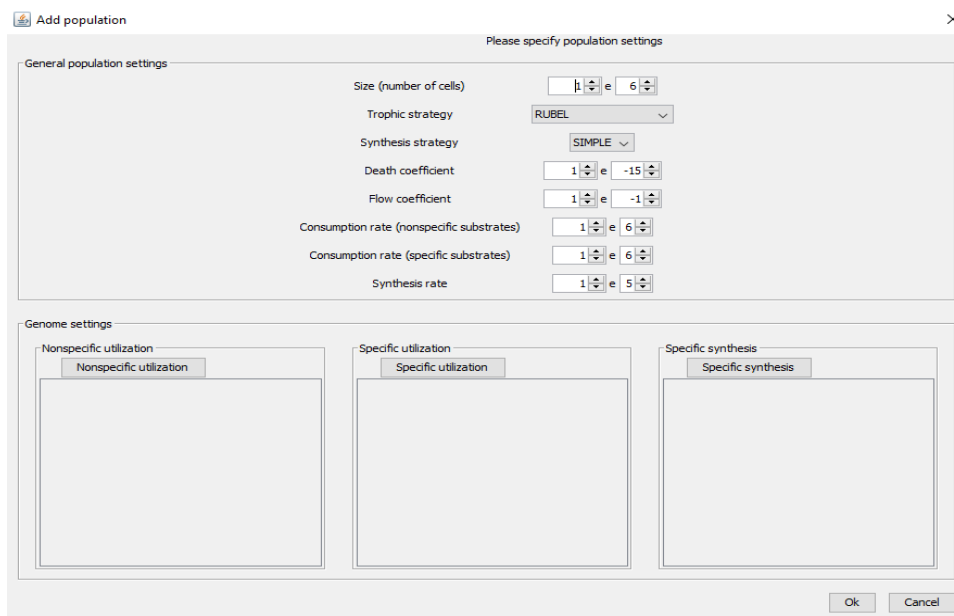 Add population
Please specify population settings
General population settings
Size (number of cells) 1 e 6
Trophic strategy RUBEL
Synthesis strategy SIMPLE
Death coefficient 1 e -15
Flow coefficient 1 e -1
Consumption rate (nonspecific substrates) 1 e 6
Consumption rate (specific substrates) 1 e 6
Synthesis rate 1 e 5
Genome settings
Nonspecific utilization Specific utilization Specific synthesis
Nonspecific utilization Specific utilization Specific synthesis
Ok Cancel